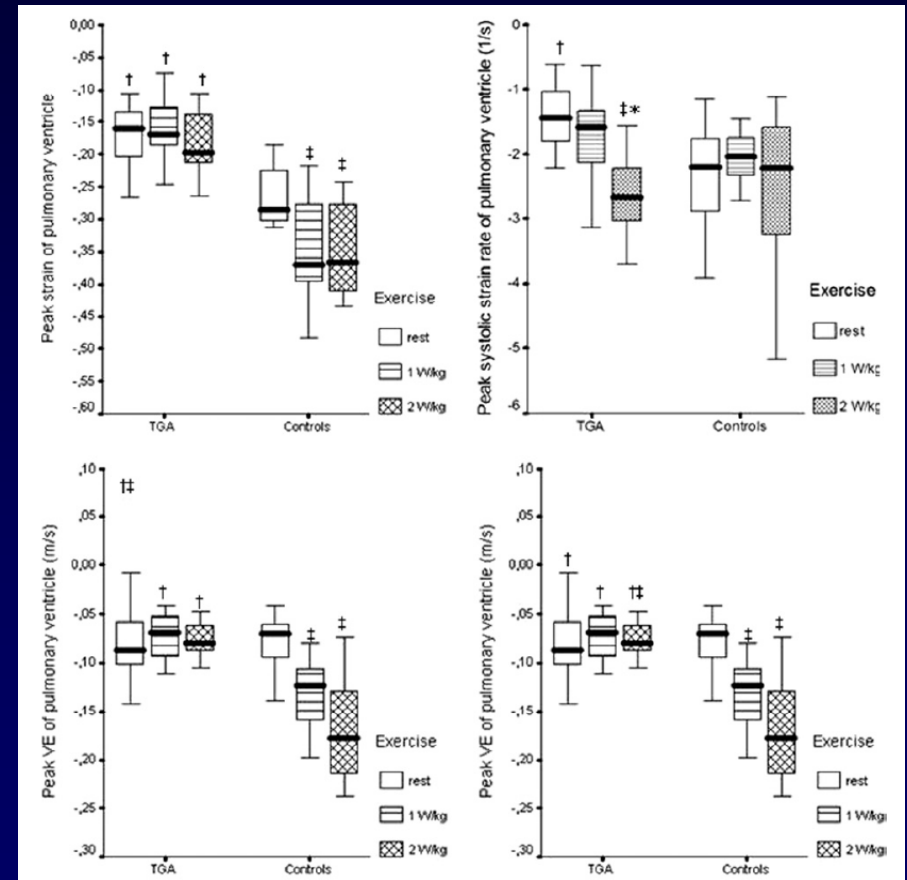 Peak strain of pulmonary ventricle
0,00
-,05
-,10
-,15
-,20
-,25
-,30
-,35
-,40
-,45
-,50
-,55
-,60
†
†
†
‡
‡
Exercise
rest
1 W/kg
2 W/kg
TGA
Controls
Peak systolic strain rate of pulmonary ventricle (1/s)
0
-1
-2
-3
-4
-5
-6
†
‡*
Exercise
rest
1 W/kg
2 W/kg
TGA
Controls
Peak VE of pulmonary ventricle (m/s)
,10
,05
0,00
-,05
-,10
-,15
-,20
-,25
-,30
†‡
†
†
‡
‡
Exercise
rest
1 W/kg
2 W/kg
TGA
Controls
Peak VE of pulmonary ventricle (m/s)
,10
,05
0,00
-,05
-,10
-,15
-,20
-,25
-,30
†
†
†‡
‡
‡
Exercise
rest
1 W/kg
2 W/kg
TGA
Controls